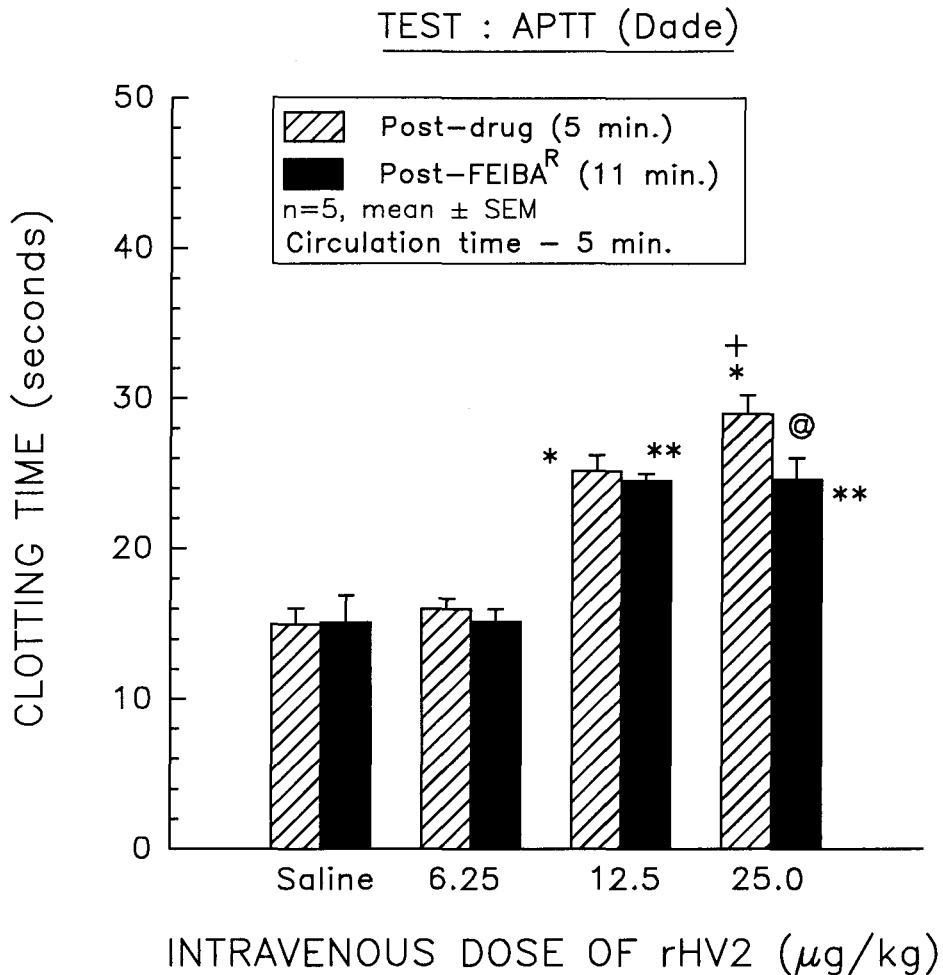 TEST : APTT (Dade)
50
40
30
20
10
0
CLOTTING TIME (seconds)
Post-drug (5 min.)
Post-FEIBA^R (11 min.)
n=5, mean ± SEM
Circulation time - 5 min.
+
*
@
*
**
**
Saline 6.25 12.5 25.0
INTRAVENOUS DOSE OF rHV2 (μg/kg)